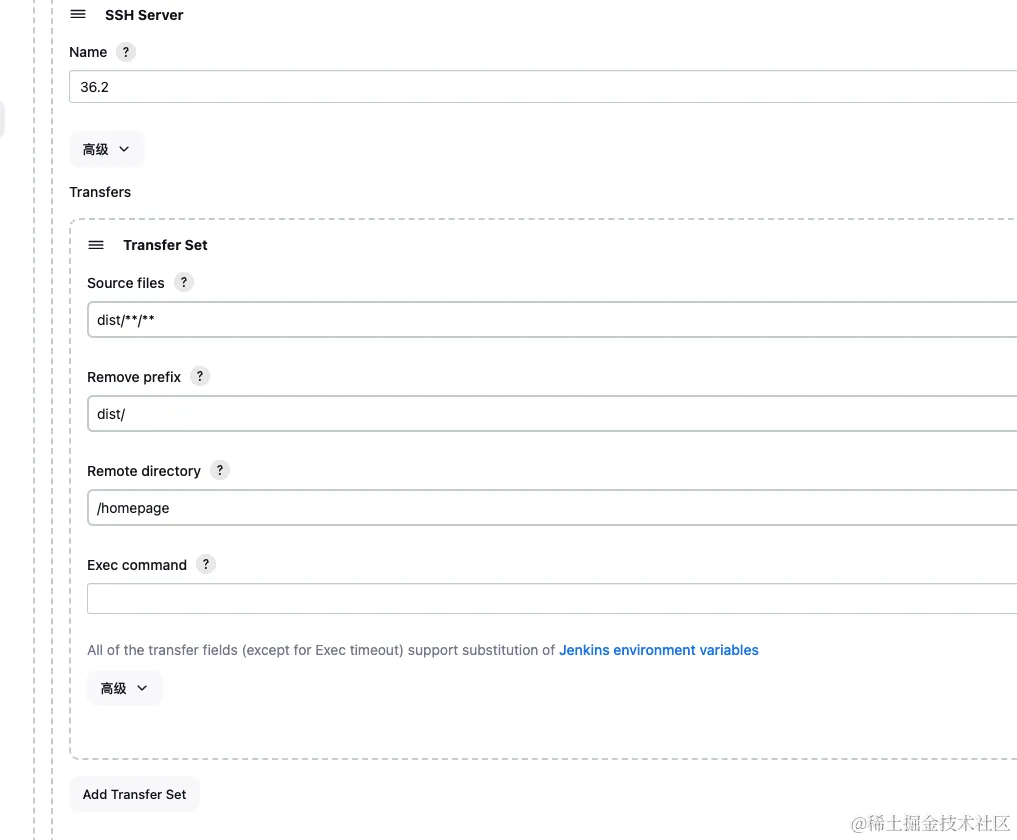 SSH Server
Name ?
36.2
高级
Transfers
Transfer Set
Source files ?
dist/**/**
Remove prefix ?
dist/
Remote directory ?
/homepage
Exec command ?
All of the transfer fields (except for Exec timeout) support substitution of Jenkins environment variables
高级
Add Transfer Set
@稀土掘金技术社区